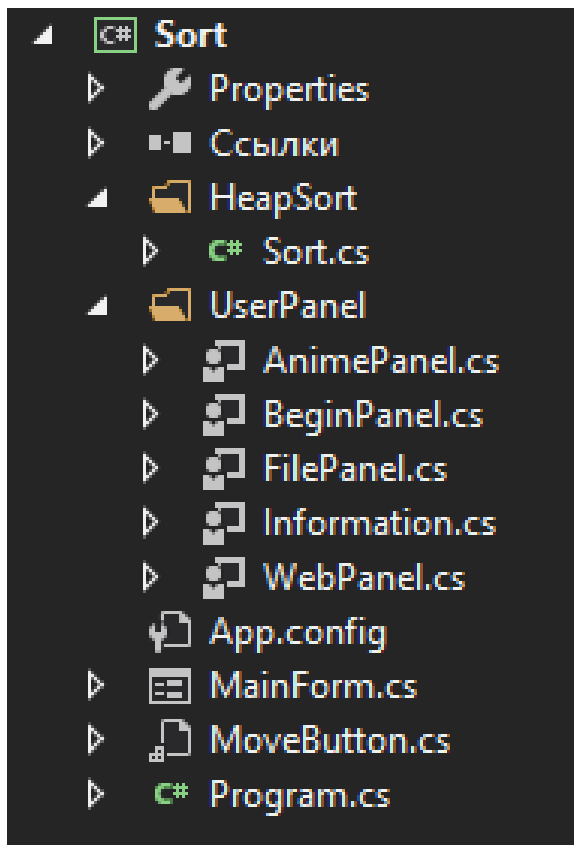 C# Sort
Properties
Ссылки
HeapSort
C# Sort.cs
UserPanel
AnimePanel.cs
BeginPanel.cs
FilePanel.cs
Information.cs
WebPanel.cs
App.config
MainForm.cs
MoveButton.cs
C# Program.cs